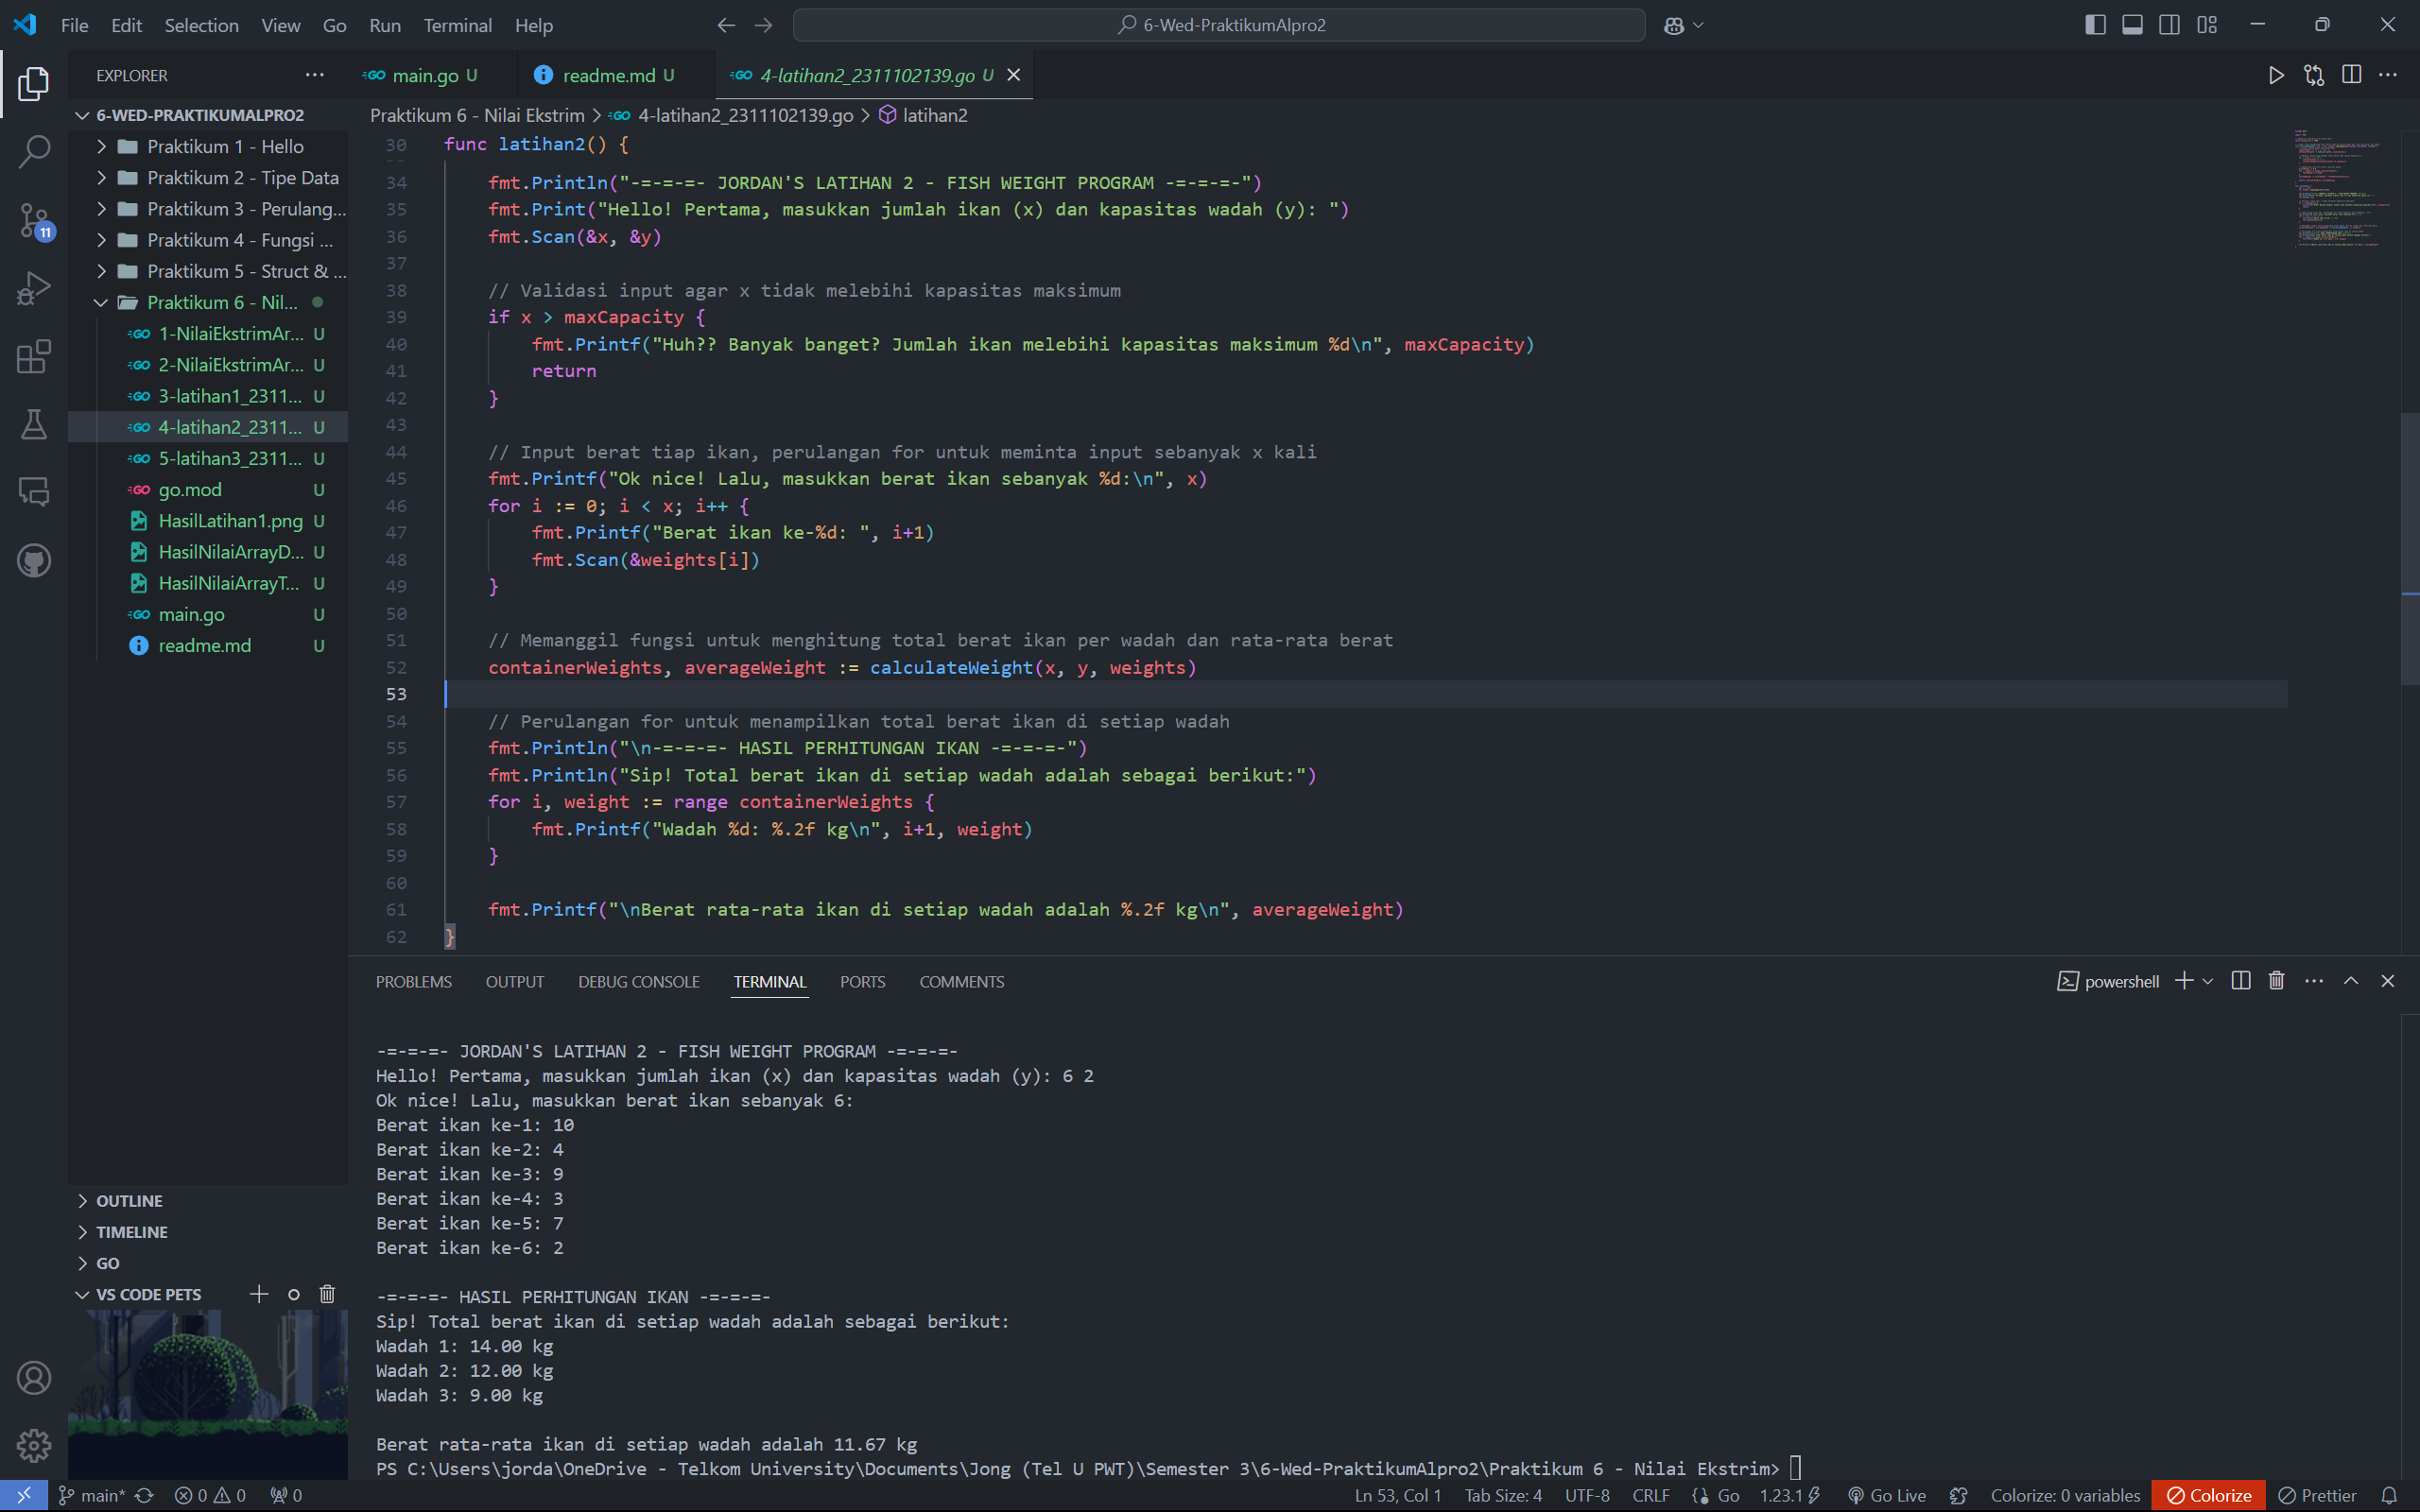 File Edit Selection View Go Run Terminal Help
6-Wed-PraktikumAlpro2
EXPLORER
main.go U
readme.md U
4-latihan2_2311102139.go U
6-WED-PRAKTIKUMALPRO2
Praktikum 6 - Nilai Ekstrim > 4-latihan2_2311102139.go > latihan2
Praktikum 1 - Hello
Praktikum 2 - Tipe Data
Praktikum 3 - Perulang...
Praktikum 4 - Fungsi ...
Praktikum 5 - Struct & ...
Praktikum 6 - Nil...
1-NilaiEkstrimAr... U
2-NilaiEkstrimAr... U
3-latihan1_2311... U
4-latihan2_2311... U
5-latihan3_2311... U
go.mod U
HasilLatihan1.png U
HasilNilaiArrayD... U
HasilNilaiArrayT... U
main.go U
readme.md U
OUTLINE
TIMELINE
GO
VS CODE PETS
11
30 func latihan2() {
34 fmt.Println("-=-=-=- JORDAN'S LATIHAN 2 - FISH WEIGHT PROGRAM -=-=-=-")
35 fmt.Print("Hello! Pertama, masukkan jumlah ikan (x) dan kapasitas wadah (y): ")
36 fmt.Scan(&x, &y)
37
38 // Validasi input agar x tidak melebihi kapasitas maksimum
39 if x > maxCapacity {
40 fmt.Printf("Huh?? Banyak banget? Jumlah ikan melebihi kapasitas maksimum %d\n", maxCapacity)
41 return
42 }
43
44 // Input berat tiap ikan, perulangan for untuk meminta input sebanyak x kali
45 fmt.Printf("Ok nice! Lalu, masukkan berat ikan sebanyak %d:\n", x)
46 for i := 0; i < x; i++ {
47 fmt.Printf("Berat ikan ke-%d: ", i+1)
48 fmt.Scan(&weights[i])
49 }
50
51 // Memanggil fungsi untuk menghitung total berat ikan per wadah dan rata-rata berat
52 containerWeights, averageWeight := calculateWeight(x, y, weights)
53
54 // Perulangan for untuk menampilkan total berat ikan di setiap wadah
55 fmt.Println("\n-=-=-=- HASIL PERHITUNGAN IKAN -=-=-=-")
56 fmt.Println("Sip! Total berat ikan di setiap wadah adalah sebagai berikut:")
57 for i, weight := range containerWeights {
58 fmt.Printf("Wadah %d: %.2f kg\n", i+1, weight)
59 }
60
61 fmt.Printf("\nBerat rata-rata ikan di setiap wadah adalah %.2f kg\n", averageWeight)
62 }
PROBLEMS OUTPUT DEBUG CONSOLE TERMINAL PORTS COMMENTS
powershell
-=-=-=- JORDAN'S LATIHAN 2 - FISH WEIGHT PROGRAM -=-=-=-
Hello! Pertama, masukkan jumlah ikan (x) dan kapasitas wadah (y): 6 2
Ok nice! Lalu, masukkan berat ikan sebanyak 6:
Berat ikan ke-1: 10
Berat ikan ke-2: 4
Berat ikan ke-3: 9
Berat ikan ke-4: 3
Berat ikan ke-5: 7
Berat ikan ke-6: 2
-=-=-=- HASIL PERHITUNGAN IKAN -=-=-=-
Sip! Total berat ikan di setiap wadah adalah sebagai berikut:
Wadah 1: 14.00 kg
Wadah 2: 12.00 kg
Wadah 3: 9.00 kg
Berat rata-rata ikan di setiap wadah adalah 11.67 kg
PS C:\Users\jorda\OneDrive - Telkom University\Documents\Jong (Tel U PWT)\Semester 3\6-Wed-PraktikumAlpro2\Praktikum 6 - Nilai Ekstrim>
main* 0 0 0 Ln 53, Col 1 Tab Size: 4 UTF-8 CRLF Go 1.23.1 Go Live Colorize: 0 variables Colorize Prettier